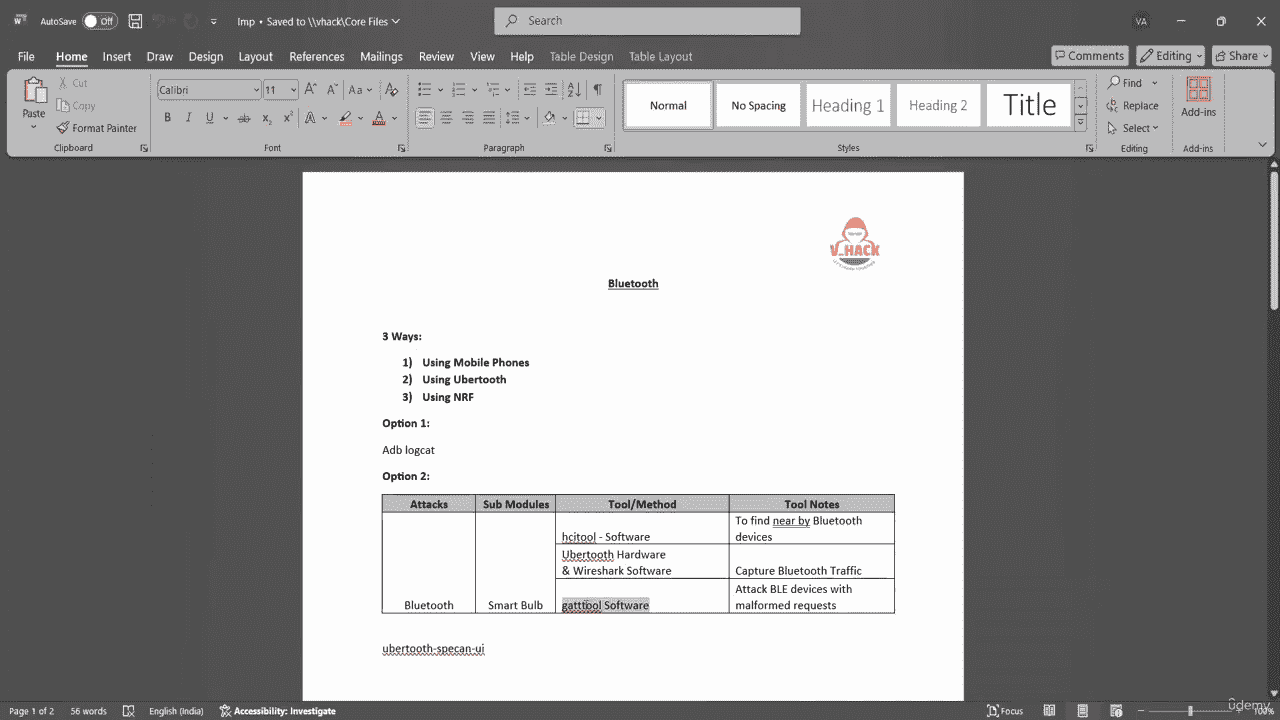 AutoSave Off Imp • Saved to \\vhack\Core Files Search VA
File Home Insert Draw Design Layout References Mailings Review View Help Table Design Table Layout Comments Editing Share
Paste Cut Copy Format Painter
Clipboard
Calibri 11
Font
Paragraph
Normal No Spacing Heading 1 Heading 2 Title
Styles
Find
Replace
Select
Editing
Add-ins
Add-ins
V_HACK
Bluetooth
3 Ways:
1) Using Mobile Phones
2) Using Ubertooth
3) Using NRF
Option 1:
Adb logcat
Option 2:
Attacks Sub Modules Tool/Method Tool Notes
To find near by Bluetooth
hcitool - Software devices
Ubertooth Hardware
& Wireshark Software Capture Bluetooth Traffic
Attack BLE devices with
Bluetooth Smart Bulb gatttool Software malformed requests
ubertooth-specan-ui
Page 1 of 2 56 words English (India) Accessibility: Investigate Focus 100%